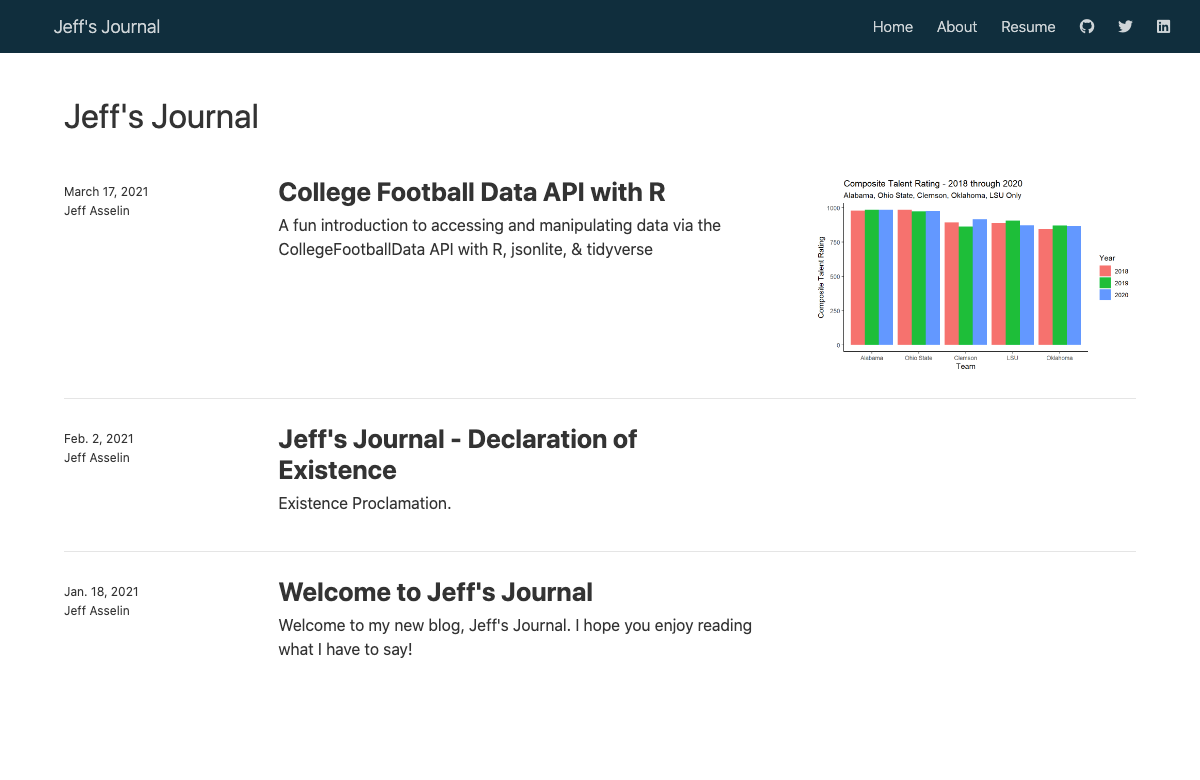 Jeff's Journal
Home About Resume
Jeff's Journal
March 17, 2021
Jeff Asselin
College Football Data API with R
A fun introduction to accessing and manipulating data via the
CollegeFootballData API with R, jsonlite, & tidyverse
Composite Talent Rating - 2018 through 2020
Alabama, Ohio State, Clemson, Oklahoma, LSU Only
Composite Talent Rating
1000
750
500
250
0
Alabama Ohio State Clemson LSU Oklahoma
Team
Year
2018
2019
2020
Feb. 2, 2021
Jeff Asselin
Jeff's Journal - Declaration of
Existence
Existence Proclamation.
Jan. 18, 2021
Jeff Asselin
Welcome to Jeff's Journal
Welcome to my new blog, Jeff's Journal. I hope you enjoy reading
what I have to say!